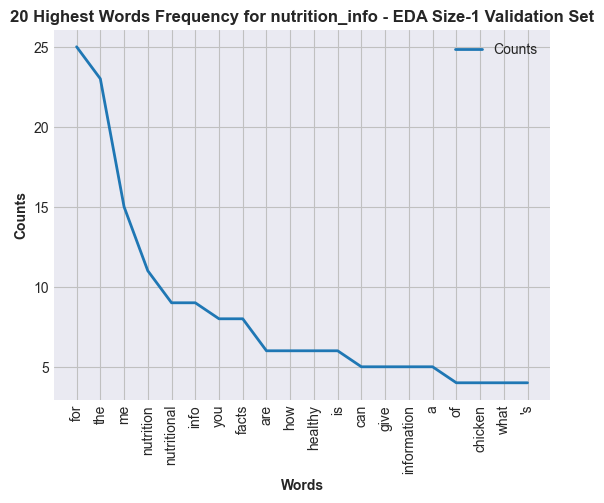 20 Highest Words Frequency for nutrition_info - EDA Size-1 Validation Set
Counts
25
20
15
10
5
Counts
for
the
me
nutrition
nutritional
info
you
facts
are
how
healthy
is
can
give
information
a
of
chicken
what
's
Words